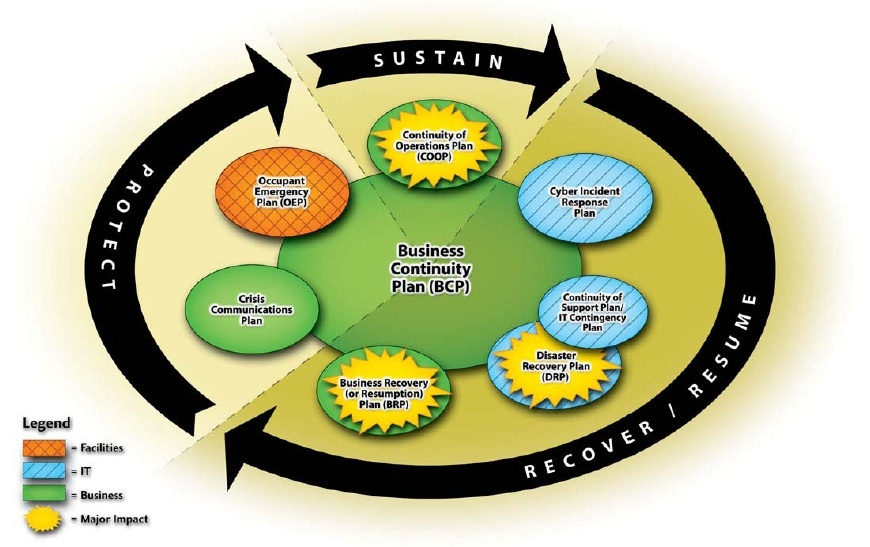 SUSTAIN
PROTECT
Continuity of
Operations Plan
(COOP)
Occupant
Emergency
Plan (OEP)
Cyber Incident
Response
Plan
Business
Continuity
Plan (BCP)
Crisis
Communications
Plan
Continuity of
Support Plan/
IT Contingency
Plan
Disaster
Recovery Plan
(DRP)
Business Recovery
(or Resumption)
Plan (BRP)
RECOVER / RESUME
Legend
= Facilities
= IT
= Business
= Major Impact